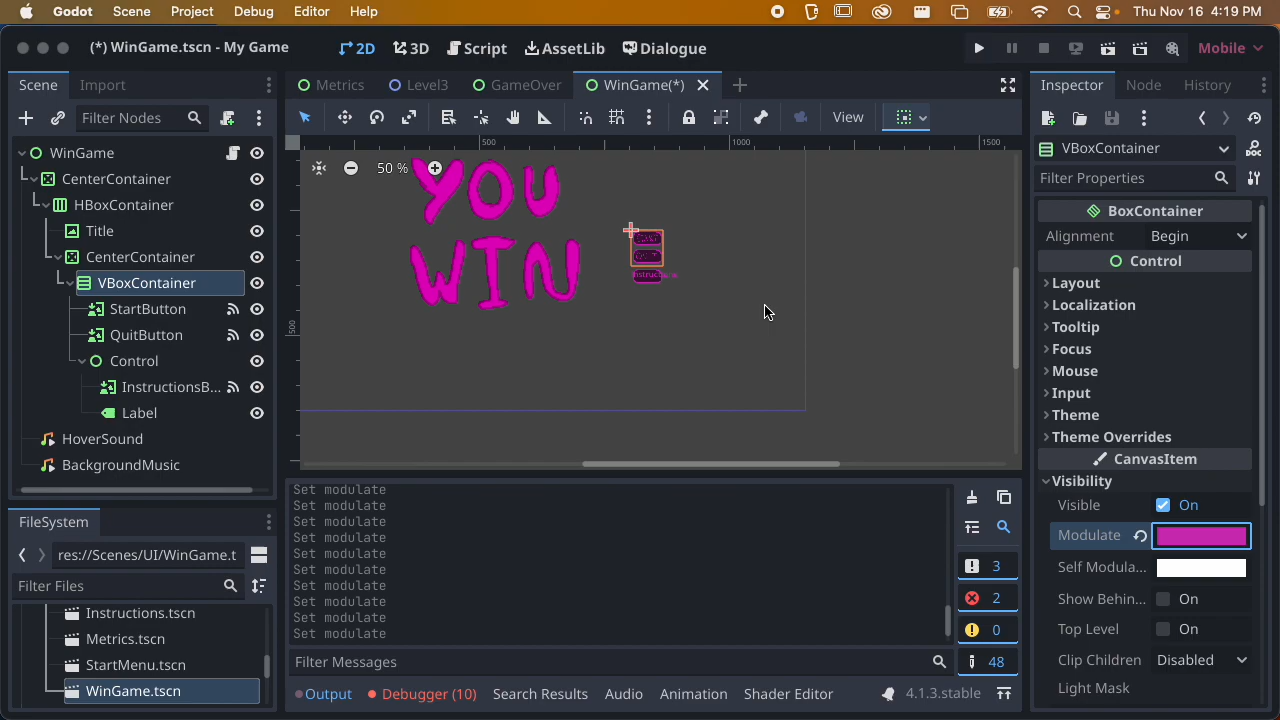 Godot Scene Project Debug Editor Help Thu Nov 16 4:19 PM
(*) WinGame.tscn - My Game 2D 3D Script AssetLib Dialogue Mobile
Scene Import Metrics Level3 GameOver WinGame(*) Inspector Node History
Filter Nodes View
500 1000 1500
WinGame 50 % VBoxContainer
CenterContainer YOU Filter Properties
HBoxContainer BoxContainer
Title Alignment Begin
CenterContainer WIN Control
VBoxContainer Layout
StartButton Localization
QuitButton 500 Tooltip
Control Focus
InstructionsB... Mouse
Label Input
HoverSound Theme
BackgroundMusic Theme Overrides
CanvasItem
Visibility
Visible On
Modulate
Self Modula...
Show Behin... On
Top Level On
Clip Children Disabled
Light Mask
Set modulate
Set modulate
Set modulate
Set modulate
Set modulate
Set modulate
Set modulate
Set modulate
Set modulate
Set modulate
3
2
0
48
Filter Messages
Output Debugger (10) Search Results Audio Animation Shader Editor 4.1.3.stable
FileSystem
res://Scenes/UI/WinGame.t
Filter Files
Instructions.tscn
Metrics.tscn
StartMenu.tscn
WinGame.tscn